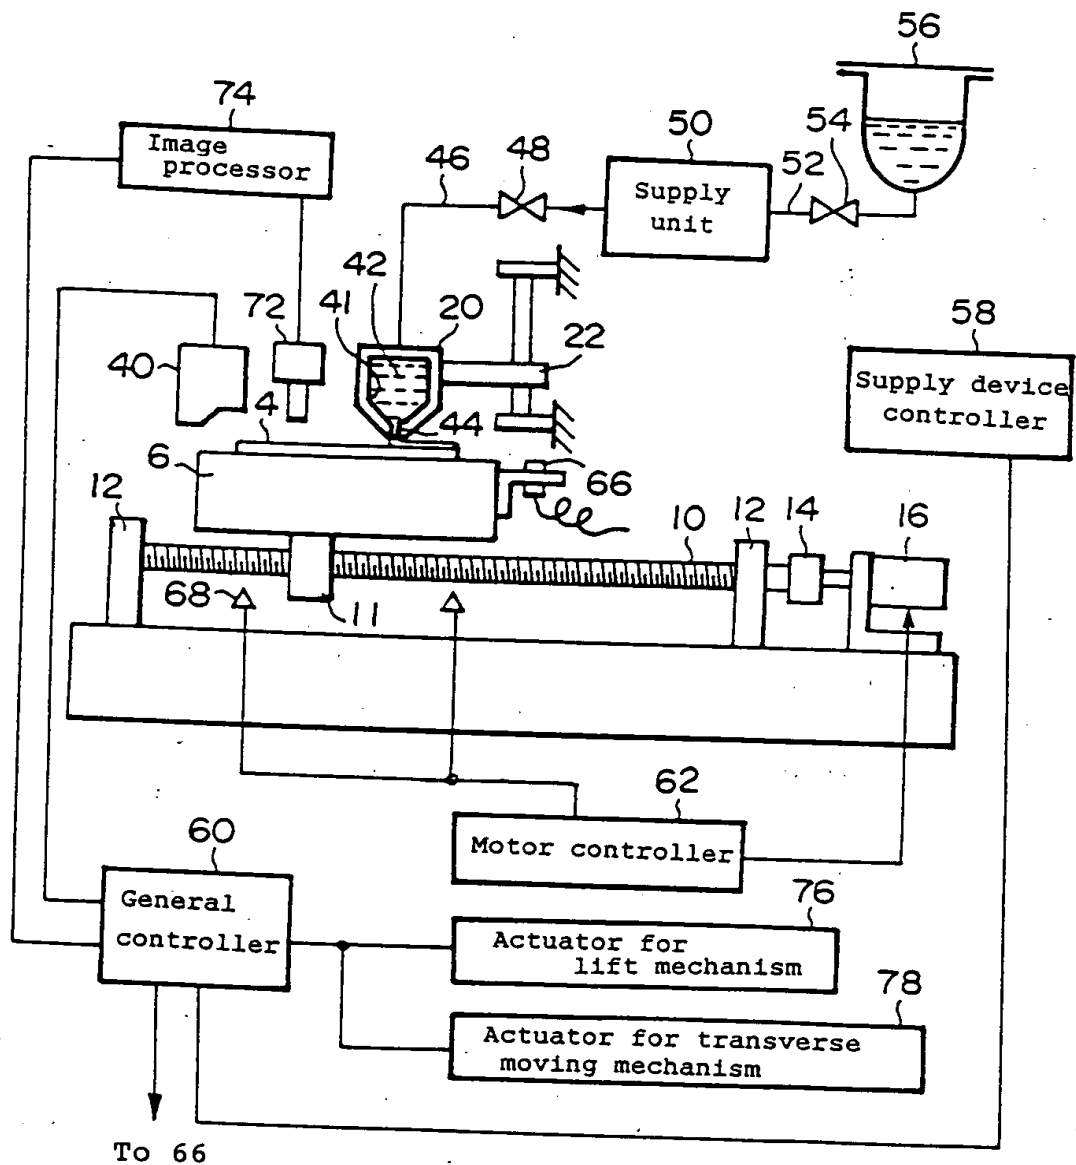 56
74
Image
processor
50
54
46
48
52
Supply
unit
42
41
20
72
22
58
40
Supply device
controller
4
44
6
66
12
10
12
14
16
68
11
62
Motor controller
60
General
controller
76
Actuator for
lift mechanism
78
Actuator for transverse
moving mechanism
To 66